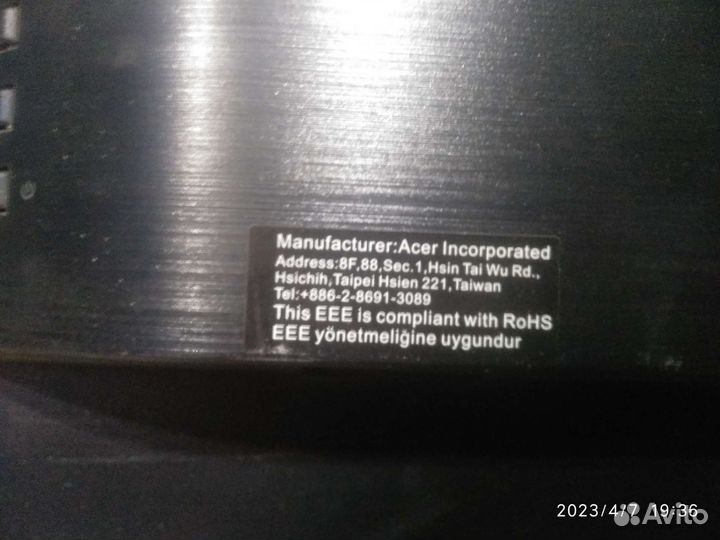 Manufacturer:Acer Incorporated
Address:8F,88,Sec.1,Hsin Tai Wu Rd.,
Hsichih,Taipei Hsien 221,Taiwan
Tel:+886-2-8691-3089
This EEE is compliant with RoHS
EEE yönetmeliğine uygundur
2023/4/7 19:36
Avito